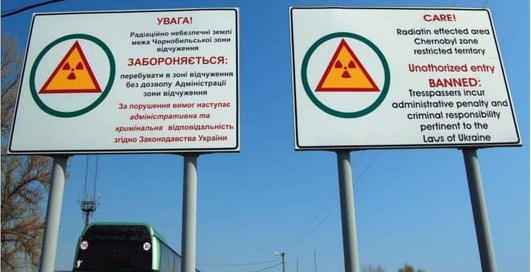 УВАГА!
Радіаційно небезпечні землі
межа Чорнобильської зони
відчуження
ЗАБОРОНЯЄТЬСЯ:
перебувати в зоні відчуження
без дозволу Адміністрації
зони відчуження
За порушення вимог наступає
адміністративна та
кримінальна відповідальність
згідно Законодавства України
CARE!
Radiatin effected area
Chernobyl zone
restricted territory
Unothorized entry
BANNED:
Tresspassers incur
administrative penalty and
criminal responsibility
pertinent to the
Laws of Ukraine